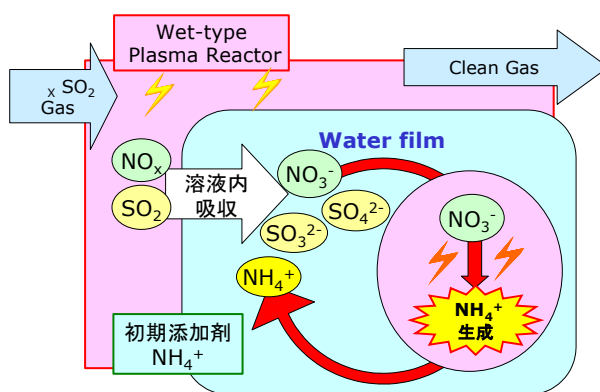 Wet-type
Plasma Reactor
Clean Gas
x SO2
Gas
Water film
NOx
SO2
溶液内
吸収
NO3-
SO42-
SO32-
NH4+
NO3-
NH4+
生成
初期添加剤
NH4+